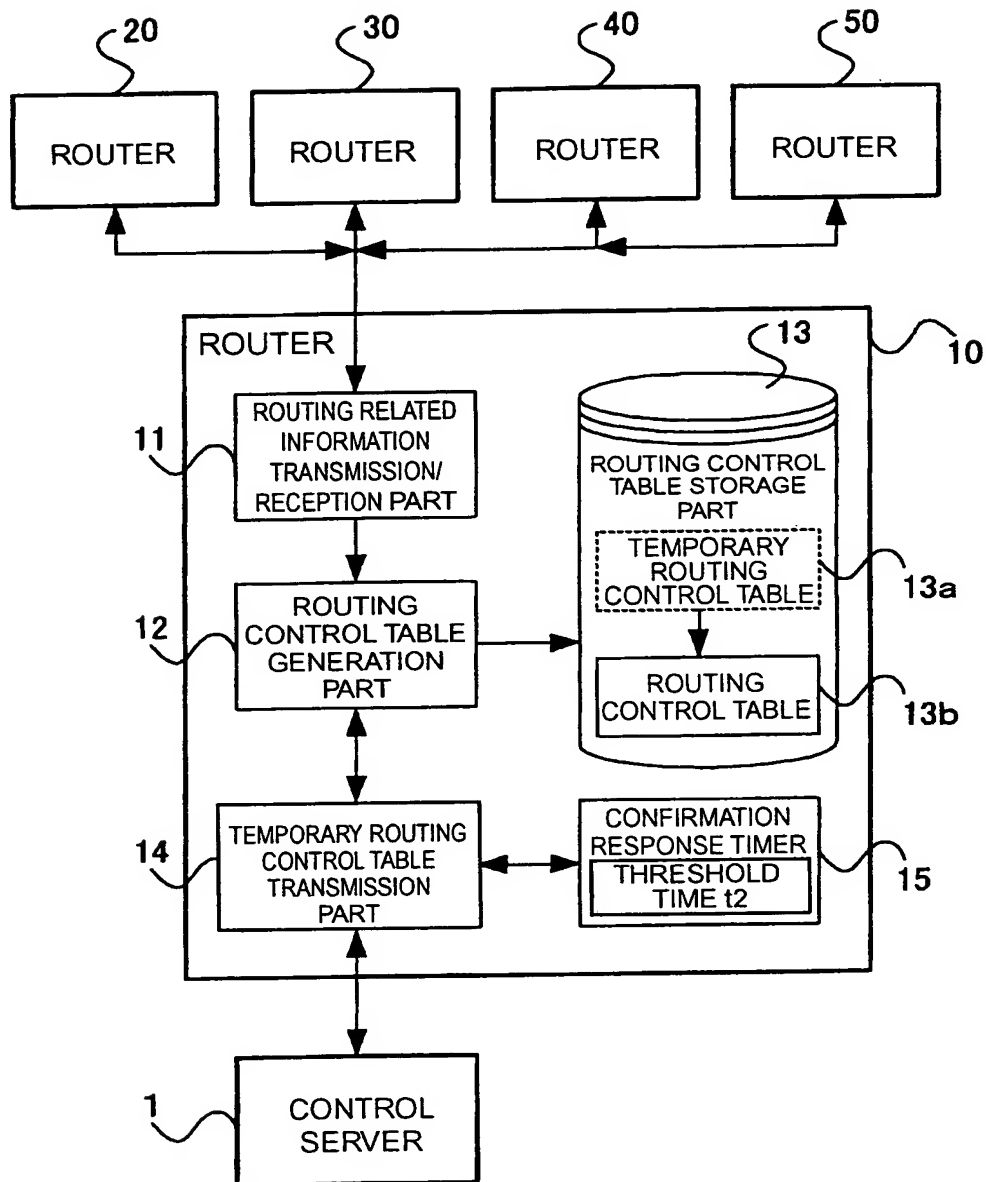 20
30
40
50
ROUTER
ROUTER
ROUTER
ROUTER
ROUTER
10
13
11
ROUTING RELATED
INFORMATION
TRANSMISSION/
RECEPTION PART
ROUTING CONTROL
TABLE STORAGE
PART
TEMPORARY
ROUTING
CONTROL TABLE
13a
12
ROUTING
CONTROL TABLE
GENERATION
PART
ROUTING
CONTROL TABLE
13b
14
TEMPORARY ROUTING
CONTROL TABLE
TRANSMISSION
PART
CONFIRMATION
RESPONSE TIMER
THRESHOLD
TIME t2
15
1
CONTROL
SERVER